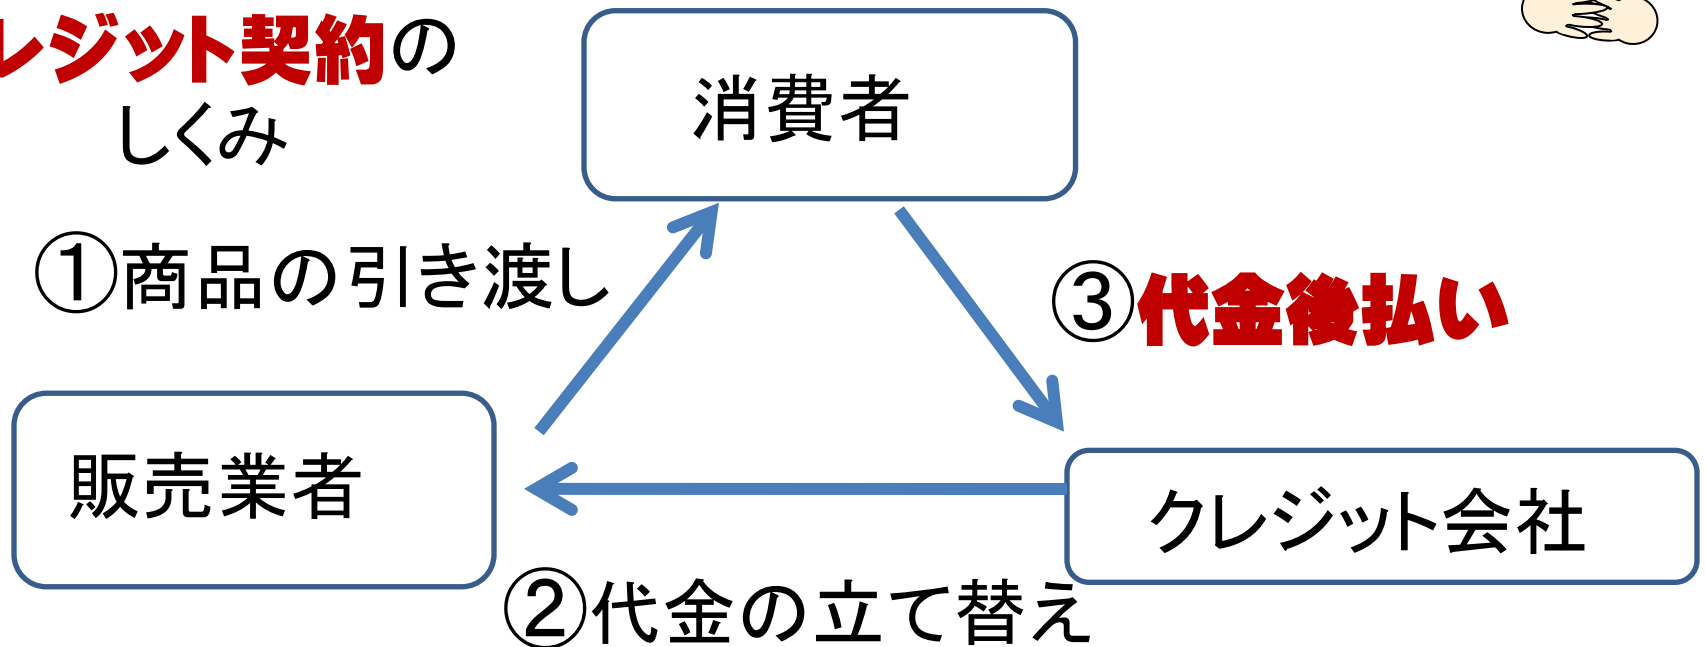 レジット契約の
しくみ
消費者
①商品の引き渡し
③代金後払い
販売業者
クレジット会社
②代金の立て替え